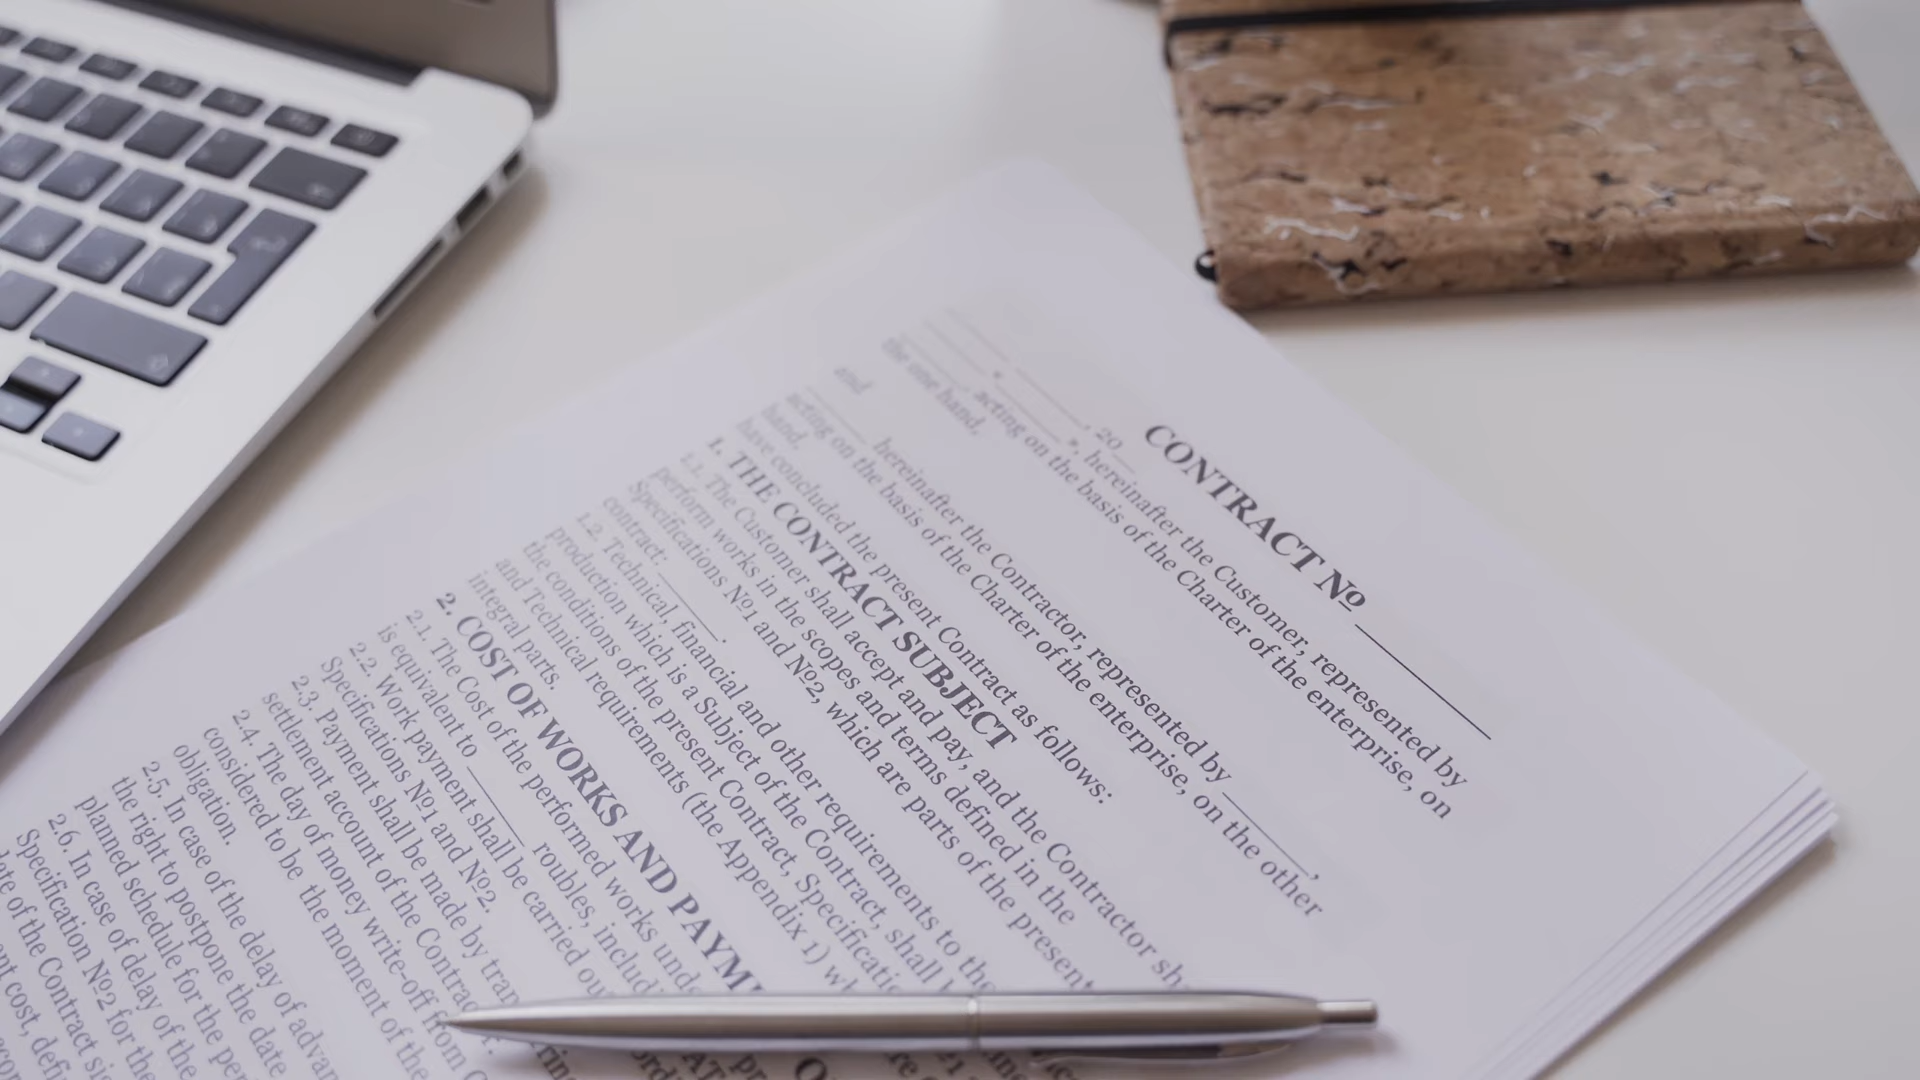 CONTRACT №
, 20
", hereinafter the Customer, represented by
acting on the basis of the Charter of the enterprise, on
the one hand,
and
hereinafter the Contractor, represented by ,
acting on the basis of the Charter of the enterprise, on the other
hand,
have concluded the present Contract as follows:
1. THE CONTRACT SUBJECT
1.1. The Customer shall accept and pay, and the Contractor sh
perform works in the scopes and terms defined in the
Specifications №1 and №2, which are parts of the present
contract:
1.2. Technical, financial and other requirements to the
production which is a Subject of the Contract, shall
the conditions of the present Contract, Specificatio
and Technical requirements (the Appendix 1) wh
integral parts.
2. COST OF WORKS AND PAYM
2.1. The Cost of the performed works unde
is equivalent to roubles, includi
2.2. Work payment shall be carried ou
Specifications №1 and №2.
2.3. Payment shall be made by tran
settlement account of the Contrac
2.4. The day of money write-off from C
considered to be the moment of the
obligation.
2.5. In case of the delay of advan
the right to postpone the date
planned schedule for the per
2.6. In case of delay of the
Specification №2 for the
of the Contract si
cost, defi